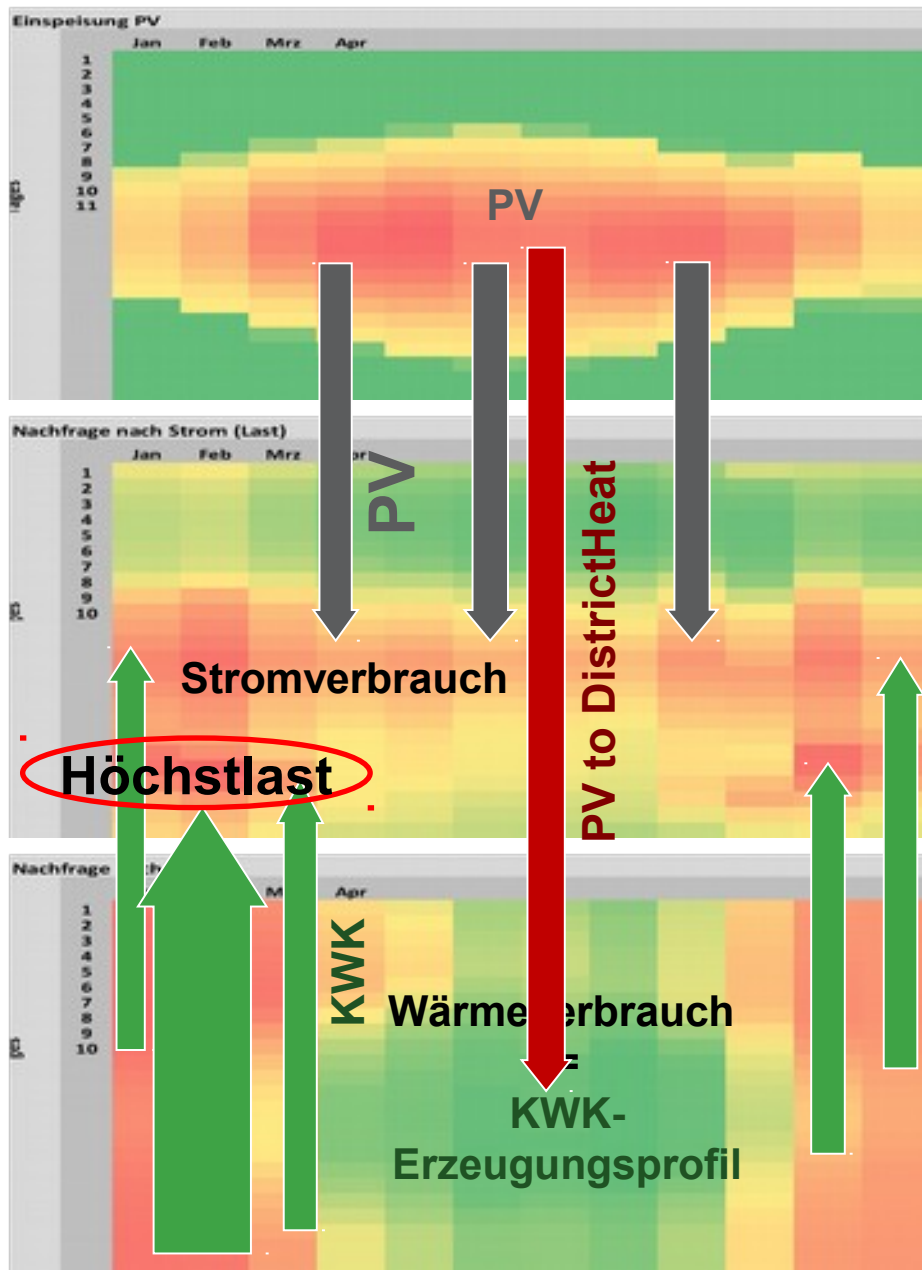 Einspeisung PV
Jan Feb Mrz Apr
1
2
3
4
5
6
7
8
9
10
11
PV
Nachfrage nach Strom (Last)
Jan Feb Mrz
1
2
3
4
5
6
7
8
9
10
PV
PV to DistrictHeat
Stromverbrauch
Höchstlast
Nachfrage
Apr
1
2
3
4
5
6
7
8
9
10
KWK
Wärmeverbrauch
=
KWK-
Erzeugungsprofil